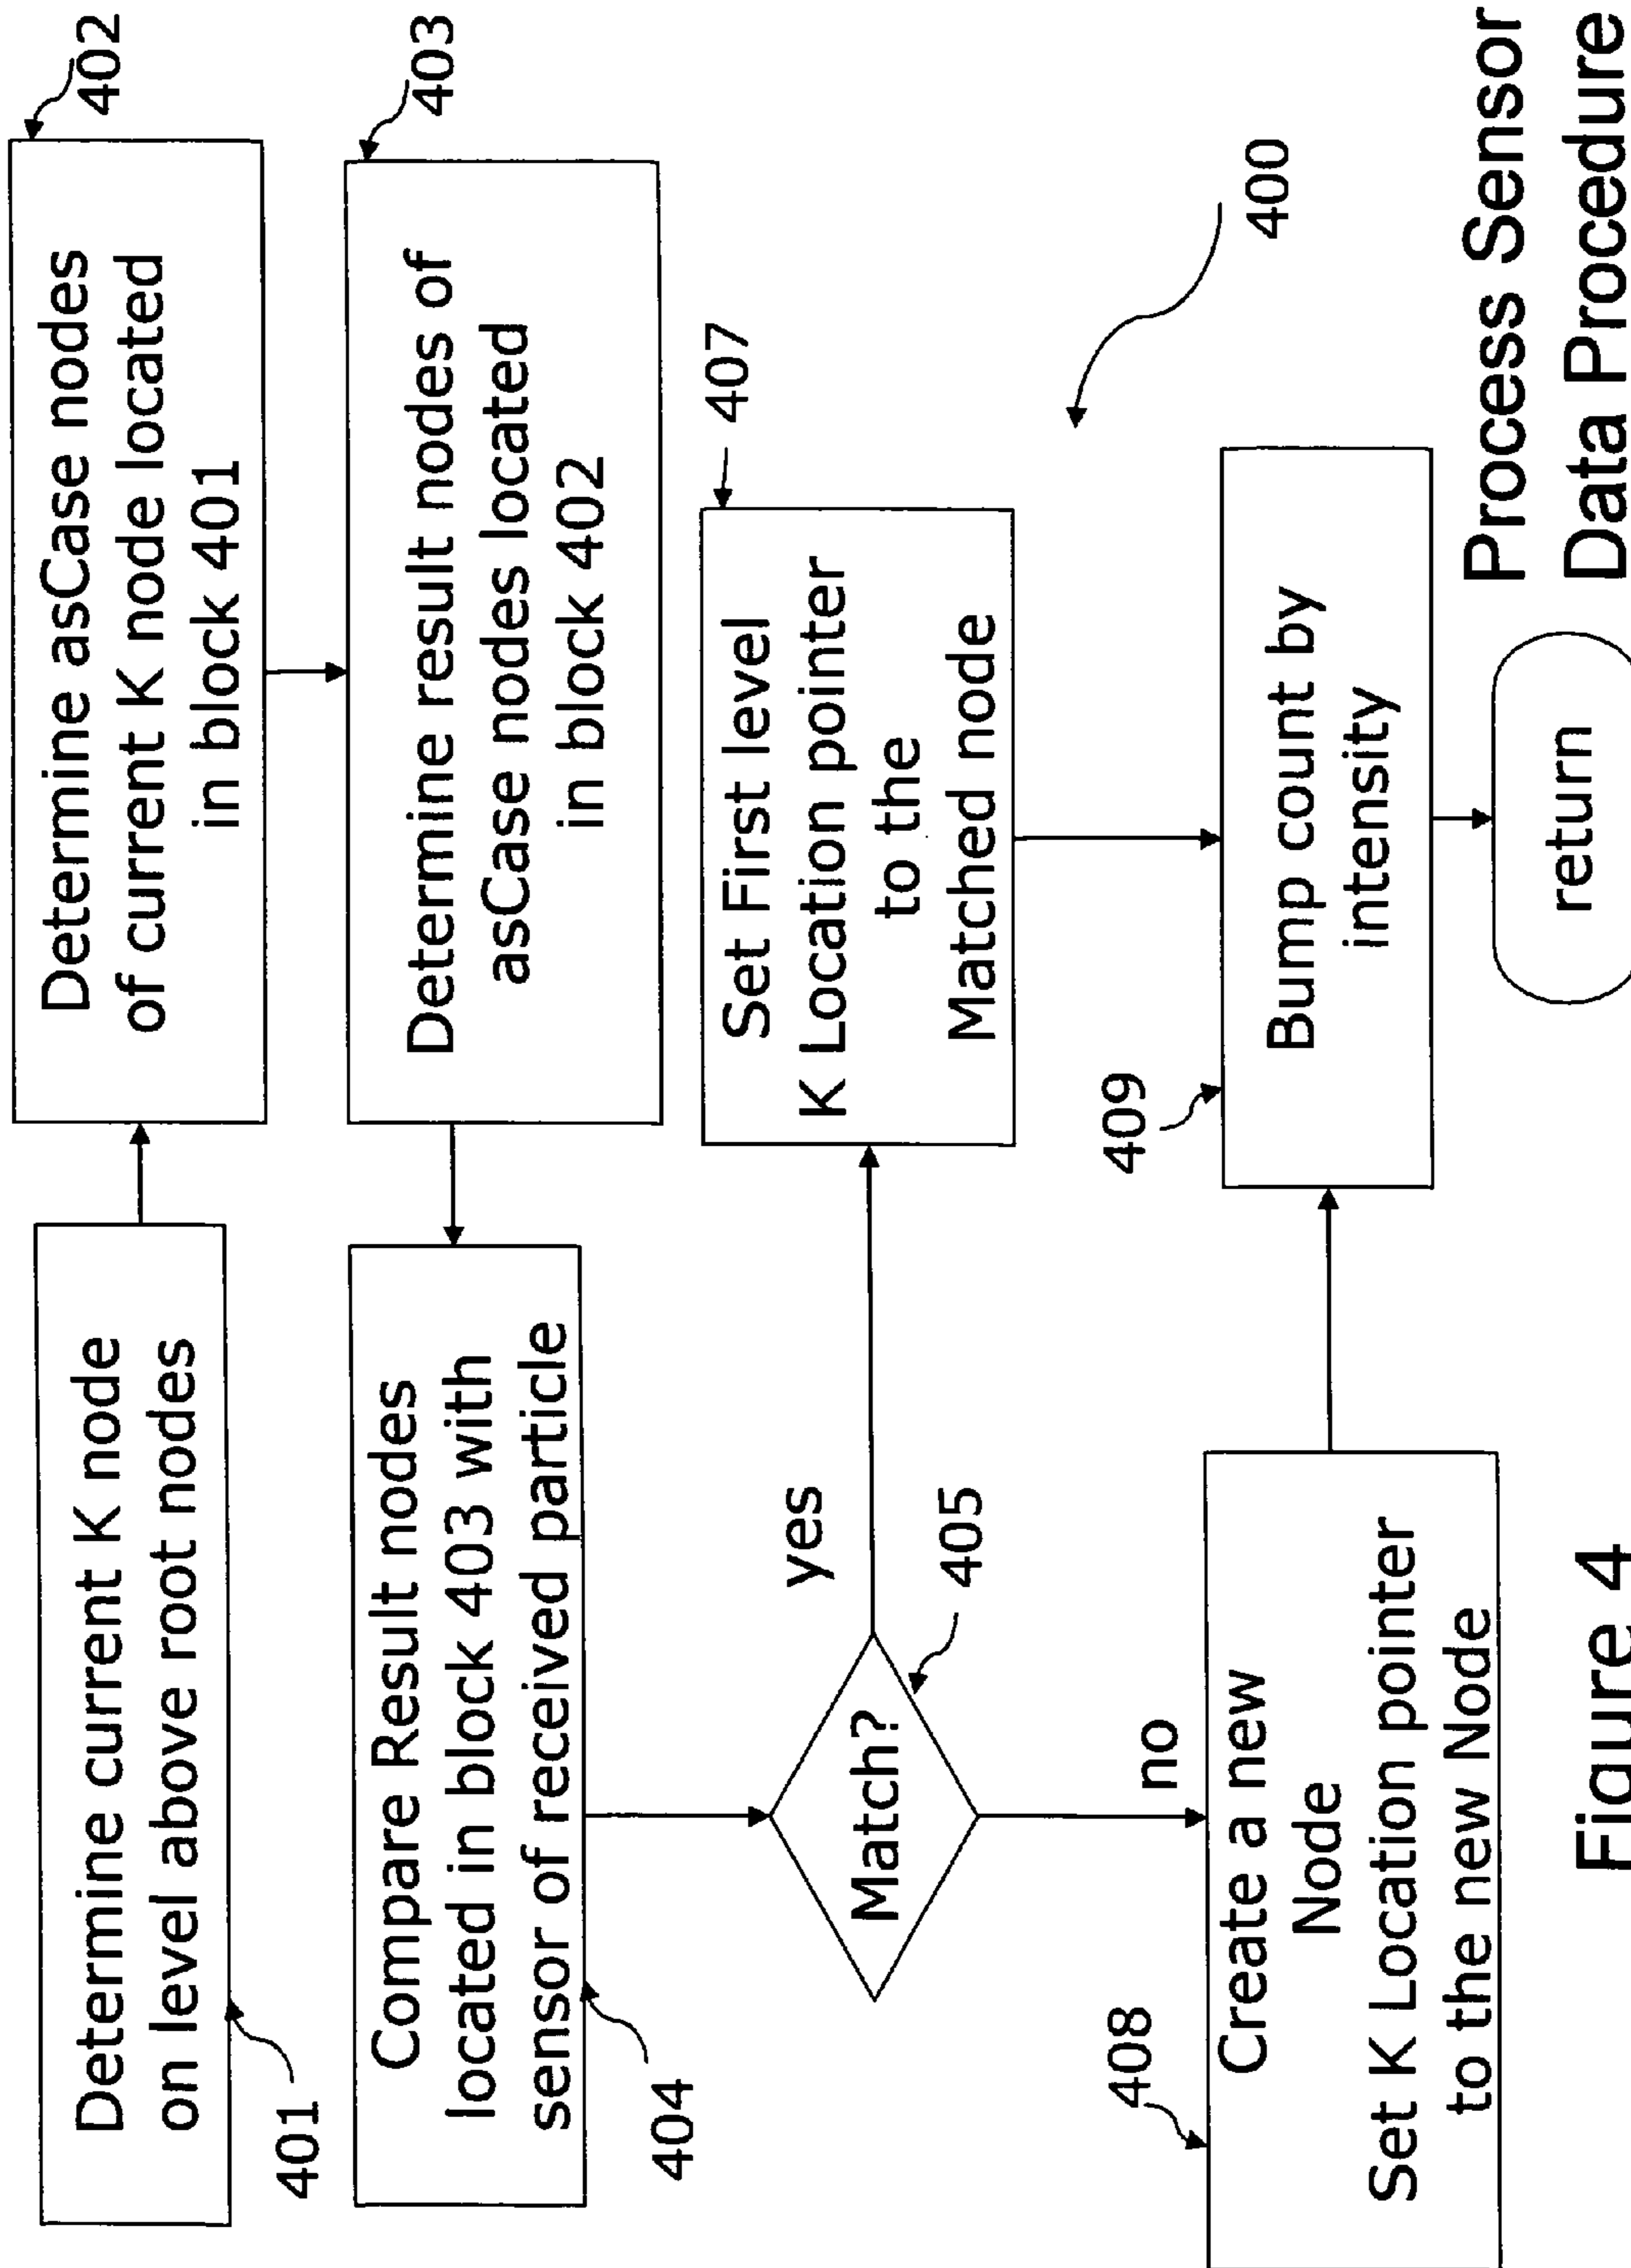 Determine current K node
on level above root nodes
401
Determine asCase nodes
of current K node located
in block 401
402
Determine result nodes of
asCase nodes located
in block 402
403
Compare Result nodes
located in block 403 with
sensor of received particle
404
Match?
405
yes
no
Set First level
K Location pointer
to the
Matched node
407
Create a new
Node
Set K Location pointer
to the new Node
408
Bump count by
intensity
409
return
400
Process Sensor
Data Procedure
Figure 4